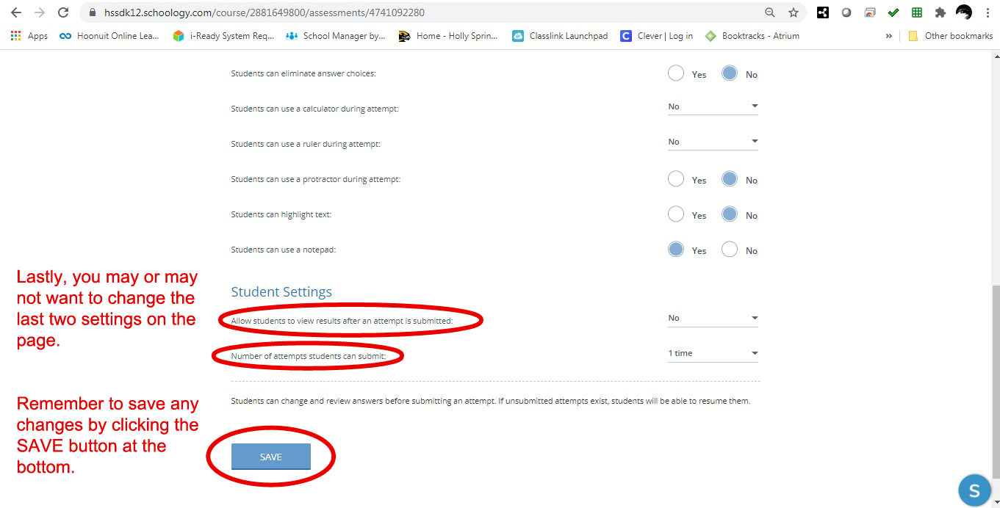 hssdk12.schoology.com/course/2881649800/assessments/4741092280
Apps Hoonuit Online Lea... i-Ready System Req... School Manager by... Home - Holly Sprin... Classlink Launchpad C Clever | Log in Booktracks - Atrium » Other bookmarks
Students can eliminate answer choices: Yes No
Students can use a calculator during attempt: No
Students can use a ruler during attempt: No
Students can use a protractor during attempt: Yes No
Students can highlight text: Yes No
Students can use a notepad: Yes No
Lastly, you may or may
not want to change the
last two settings on the
page.
Student Settings
Allow students to view results after an attempt is submitted: No
Number of attempts students can submit: 1 time
Students can change and review answers before submitting an attempt. If unsubmitted attempts exist, students will be able to resume them.
Remember to save any
changes by clicking the
SAVE button at the
bottom.
SAVE
S